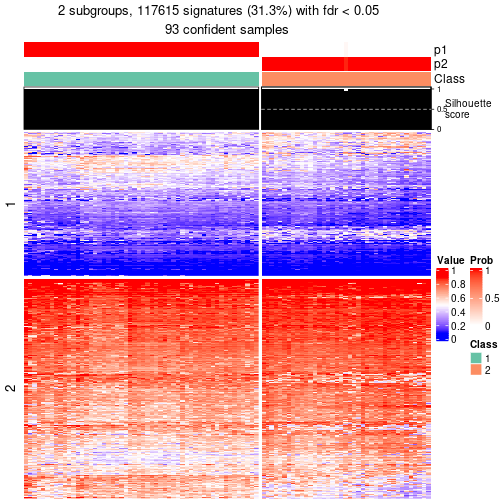 2 subgroups, 117615 signatures (31.3%) with fdr < 0.05
93 confident samples
p1
p2
Class
1
0.5
0
Silhouette
score
1
2
Value
1
0.8
0.6
0.4
0.2
0
Prob
1
0.5
0
Class
1
2